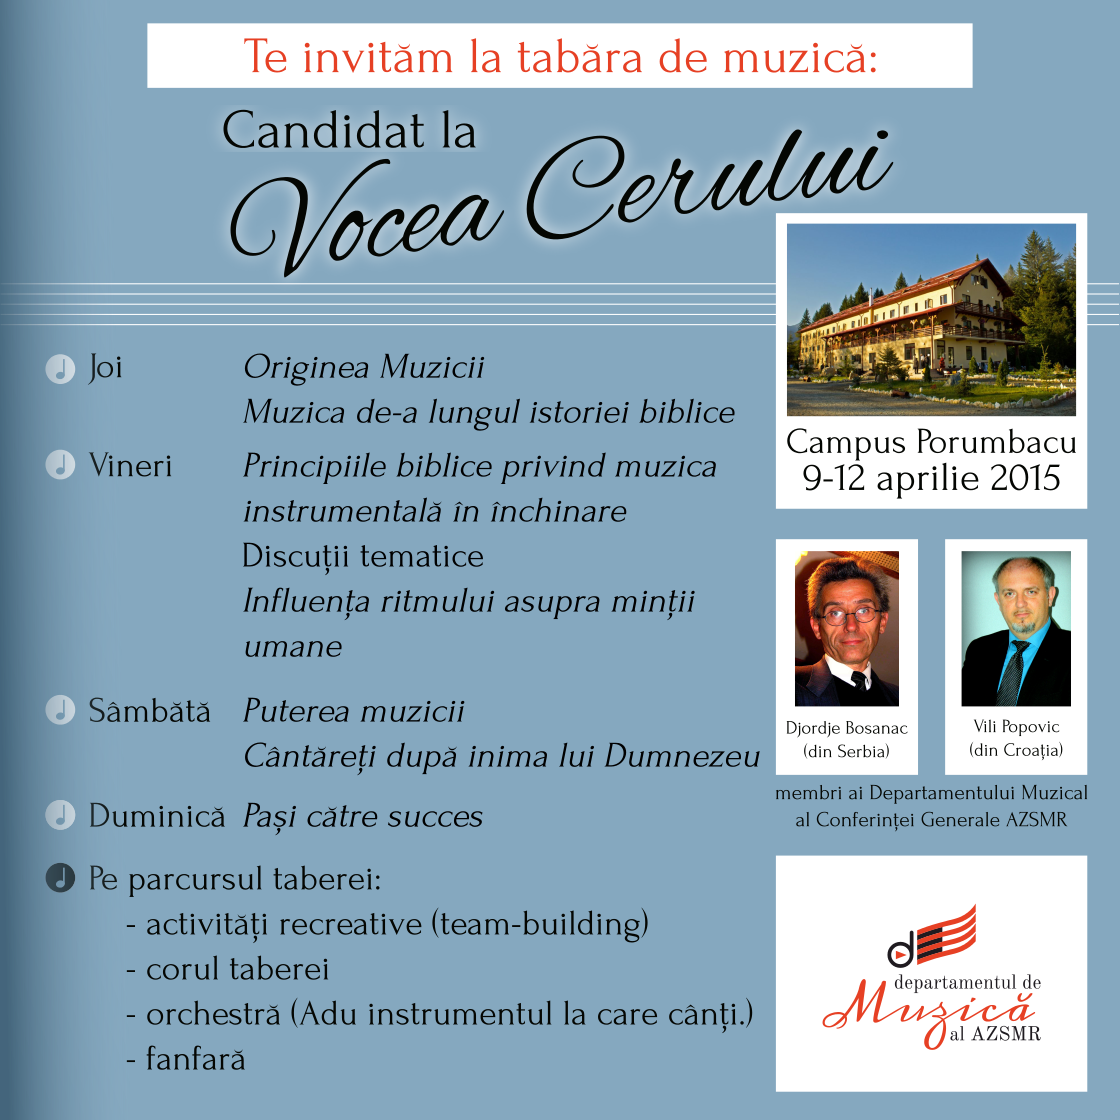 Te invităm la tabăra de muzică:
Candidat la
Vocea Cerului
Joi Originea Muzicii
Muzica de-a lungul istoriei biblice
Vineri Principiile biblice privind muzica
instrumentală în închinare
Discuții tematice
Influența ritmului asupra minții
umane
Sâmbătă Puterea muzicii
Cântăreți după inima lui Dumnezeu
Duminică Pași către succes
Pe parcursul taberei:
- activități recreative (team-building)
- corul taberei
- orchestră (Adu instrumentul la care cânți.)
- fanfară
Campus Porumbacu
9-12 aprilie 2015
Djordje Bosanac
(din Serbia)
Vili Popovic
(din Croația)
membri ai Departamentului Muzical
al Conferinței Generale AZSMR
departamentul de
Muzică
al AZSMR